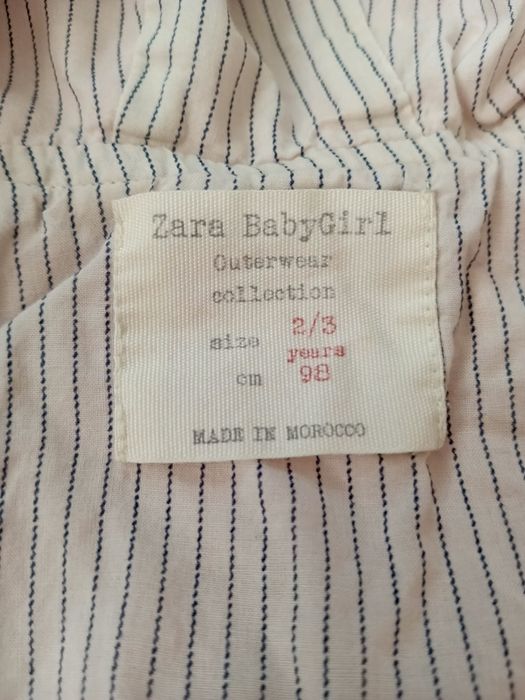 Zara BabyGirl
Outerwear
collection
size 2/3
years
cm 98
MADE IN MOROCCO